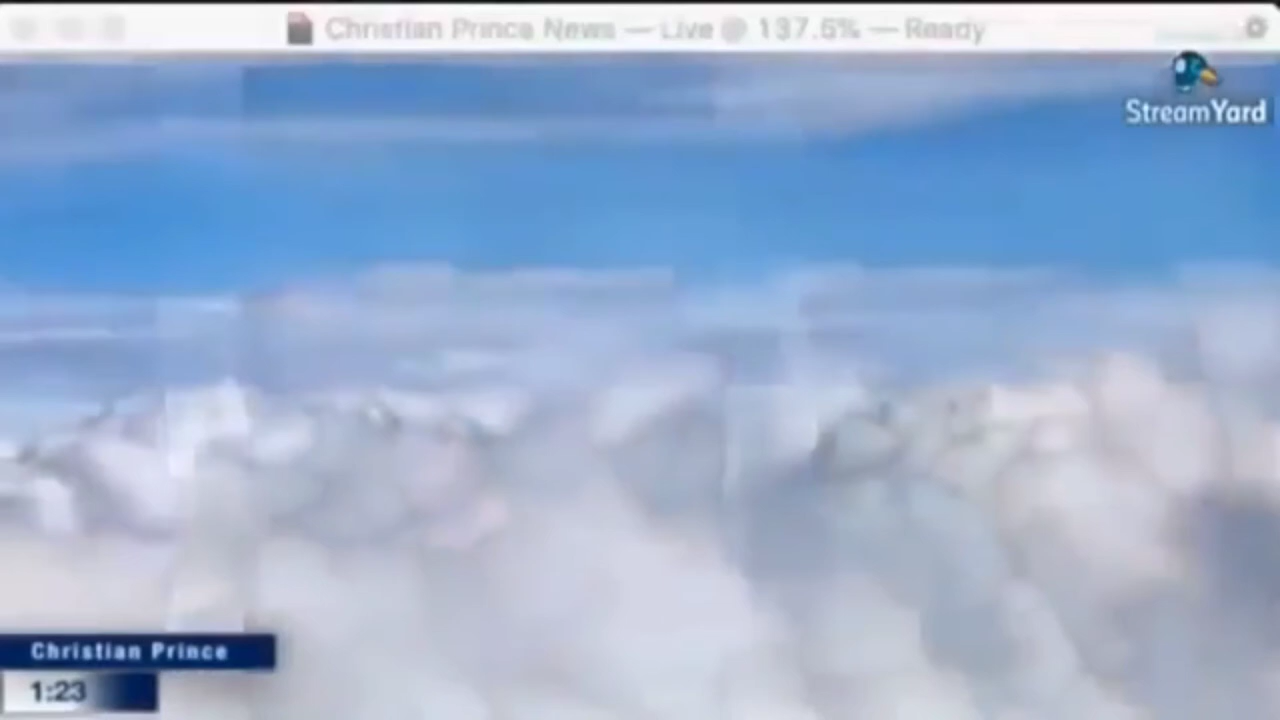 Christian Prince News — Live @ 137.5% — Ready
StreamYard
Christian Prince
1:23